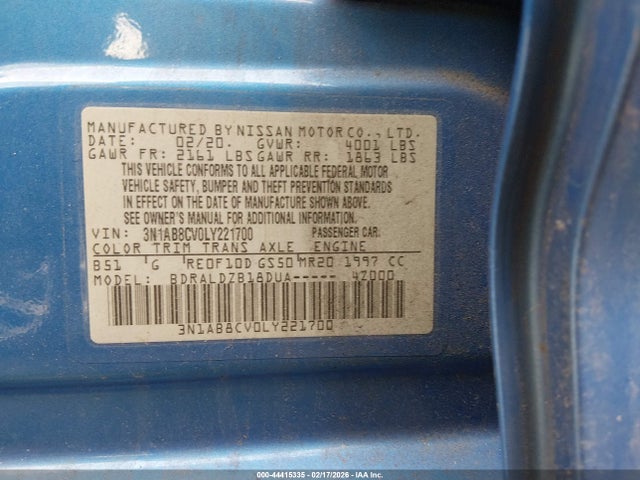 MANUFACTURED BY NISSAN MOTOR CO., LTD.
DATE: 02/20. GVWR: 4001 LBS
GAWR FR: 2161 LBS GAWR RR: 1863 LBS
THIS VEHICLE CONFORMS TO ALL APPLICABLE FEDERAL MOTOR
VEHICLE SAFETY, BUMPER AND THEFT PREVENTION STANDARDS
IN EFFECT ON THE DATE OF MANUFACTURE SHOWN ABOVE.
SEE OWNER'S MANUAL FOR ADDITIONAL INFORMATION.
VIN: 3N1AB8CV0LY221700 PASSENGER CAR
COLOR TRIM TRANS AXLE ENGINE
B51 G RE0F10D GS50 MR20 1997 CC
MODEL: BDRALDZB18DUA----- 4Z000
3N1AB8CV0LY221700
000-44415335 - 02/17/2026 - IAA Inc.